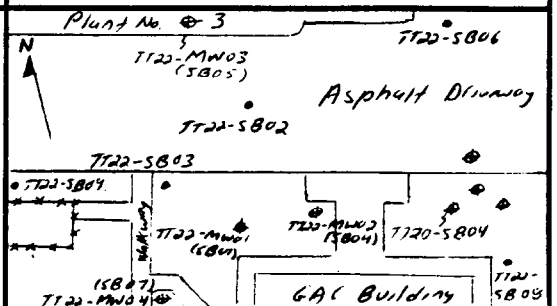 Plant No. 3
TT22-SB06
N
TT22-MW03
(SB05)
Asphalt Driveway
TT22-SB02
TT22-SB03
TT22-SB04
Walkway
TT22-MW01
(SB01)
TT22-MW02
(SB04)
TT20-SB04
(SB07)
TT22-MW04
GAC Building
TT22-
SB08